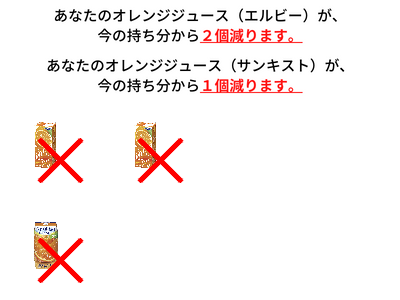 あなたのオレンジジュース（エルビー）が、
今の持ち分から２個減ります。
あなたのオレンジジュース（サンキスト）が、
今の持ち分から１個減ります。